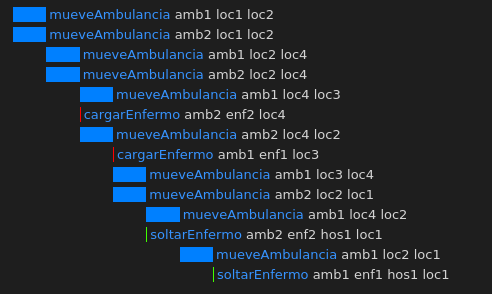 mueveAmbulancia amb1 loc1 loc2
mueveAmbulancia amb2 loc1 loc2
mueveAmbulancia amb1 loc2 loc4
mueveAmbulancia amb2 loc2 loc4
mueveAmbulancia amb1 loc4 loc3
cargarEnfermo amb2 enf2 loc4
mueveAmbulancia amb2 loc4 loc2
cargarEnfermo amb1 enf1 loc3
mueveAmbulancia amb1 loc3 loc4
mueveAmbulancia amb2 loc2 loc1
mueveAmbulancia amb1 loc4 loc2
soltarEnfermo amb2 enf2 hos1 loc1
mueveAmbulancia amb1 loc2 loc1
soltarEnfermo amb1 enf1 hos1 loc1